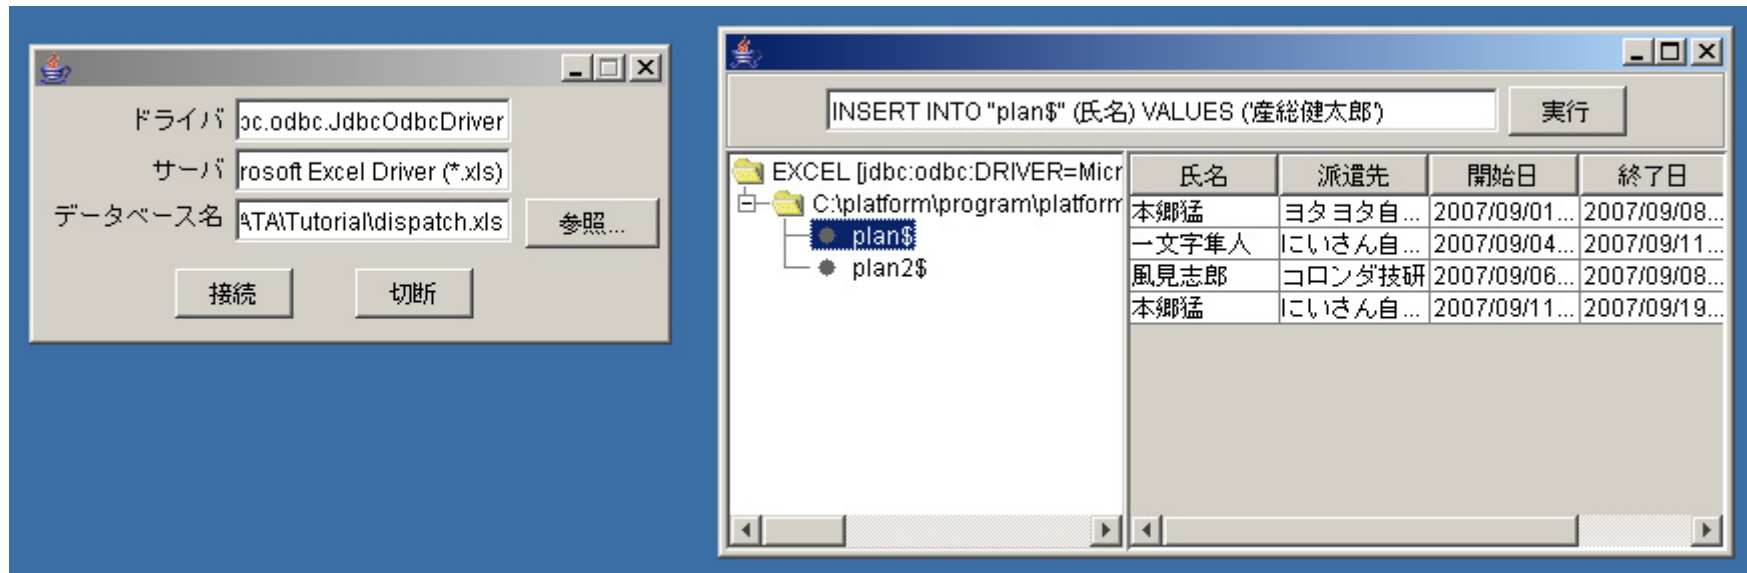 ドライバ ɔc.odbc.JdbcOdbcDriver
サーバ rosoft Excel Driver (*.xls)
データベース名 ATA\Tutorial\dispatch.xls 参照...
接続 切断
INSERT INTO "plan$" (氏名) VALUES ('産総健太郎') 実行
EXCEL [jdbc:odbc:DRIVER=Micr
C:\platform\program\platform
plan$
plan2$
氏名 派遣先 開始日 終了日
本郷猛 ヨタヨタ自... 2007/09/01... 2007/09/08...
一文字隼人 にいさん自... 2007/09/04... 2007/09/11...
風見志郎 コロンダ技研 2007/09/06... 2007/09/08...
本郷猛 にいさん自... 2007/09/11... 2007/09/19...